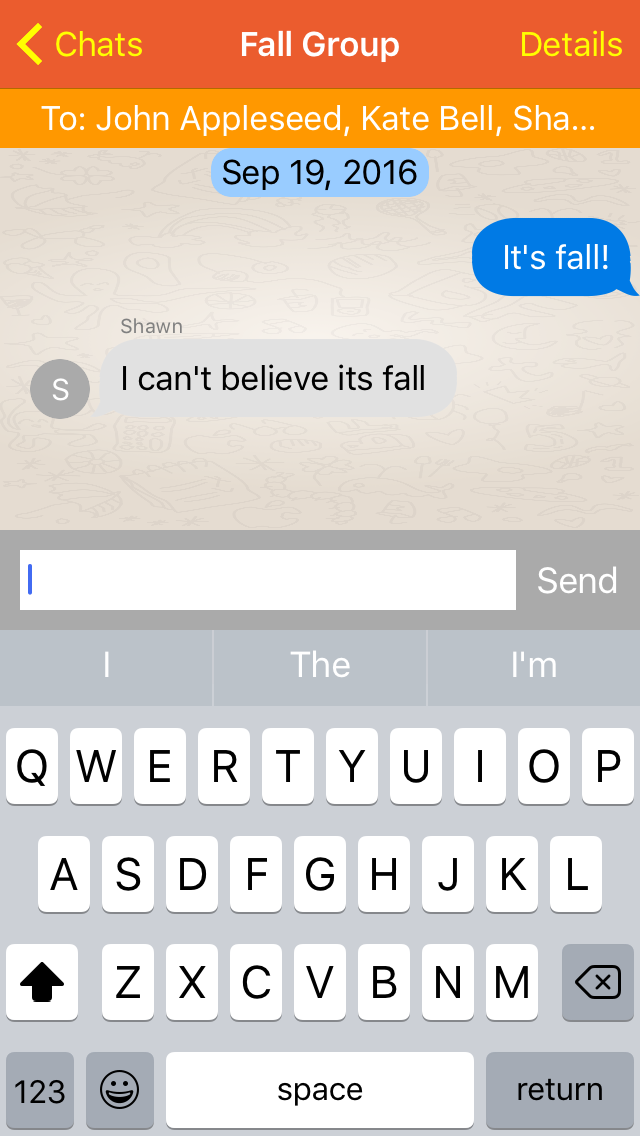 Chats Fall Group Details
To: John Appleseed, Kate Bell, Sha...
Sep 19, 2016
It's fall!
Shawn
S
I can't believe its fall
Send
I The I'm
Q W E R T Y U I O P
A S D F G H J K L
Z X C V B N M
123 space return